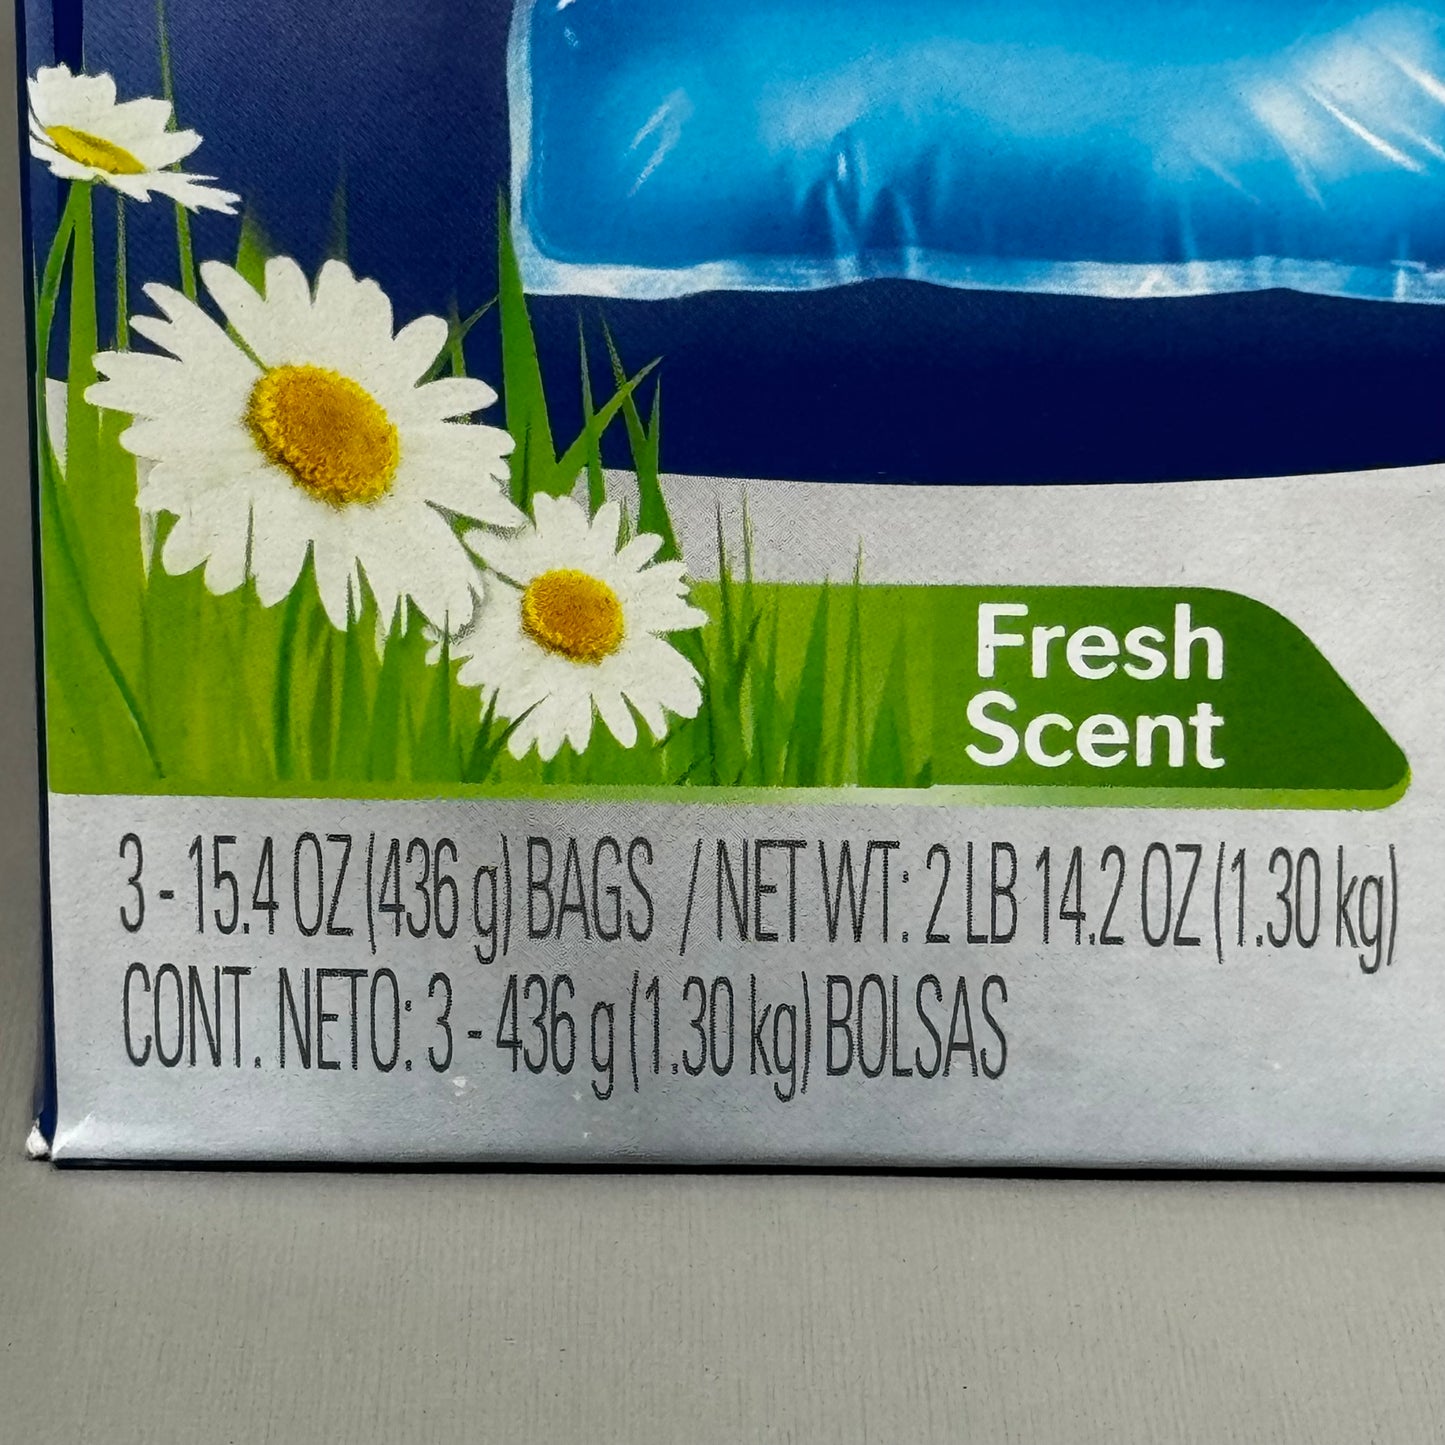 Fresh
Scent
3 - 15.4 OZ (436 g) BAGS / NET WT: 2 LB 14.2 OZ (1.30 kg)
CONT. NETO: 3 - 436 g (1.30 kg) BOLSAS